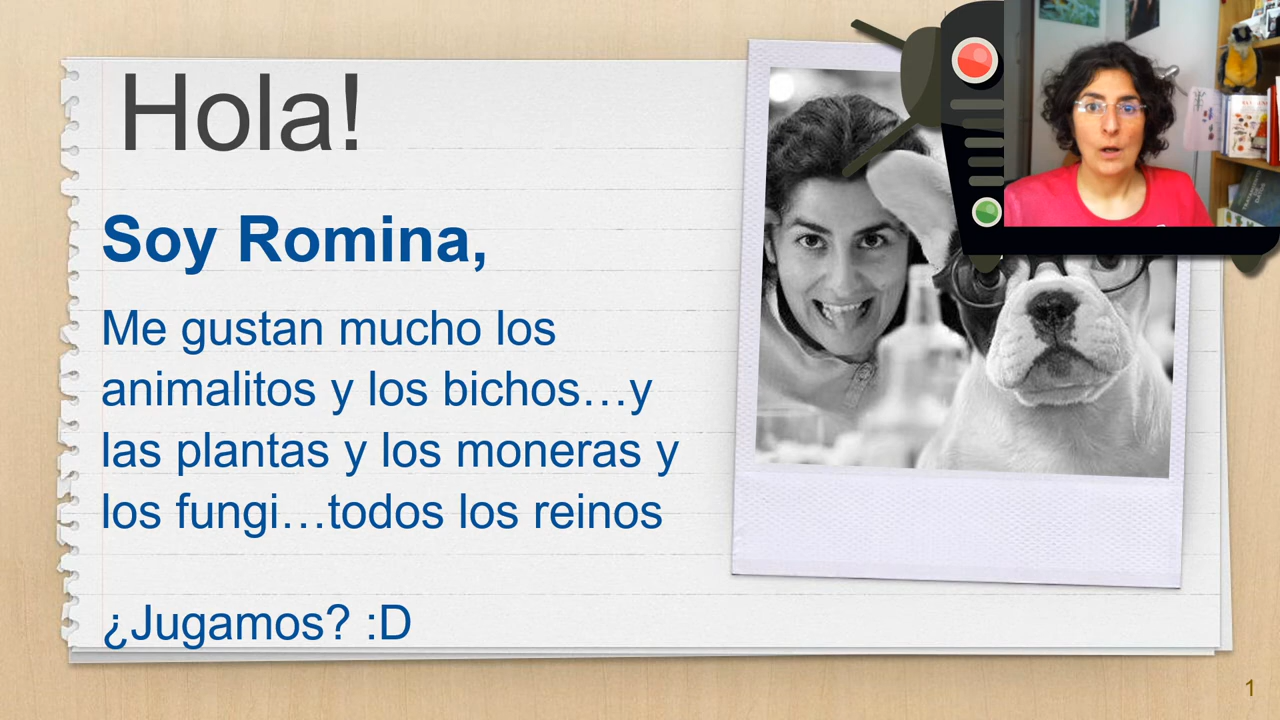 Hola!
Soy Romina,
Me gustan mucho los
animalitos y los bichos…y
las plantas y los moneras y
los fungi…todos los reinos
¿Jugamos? :D
1